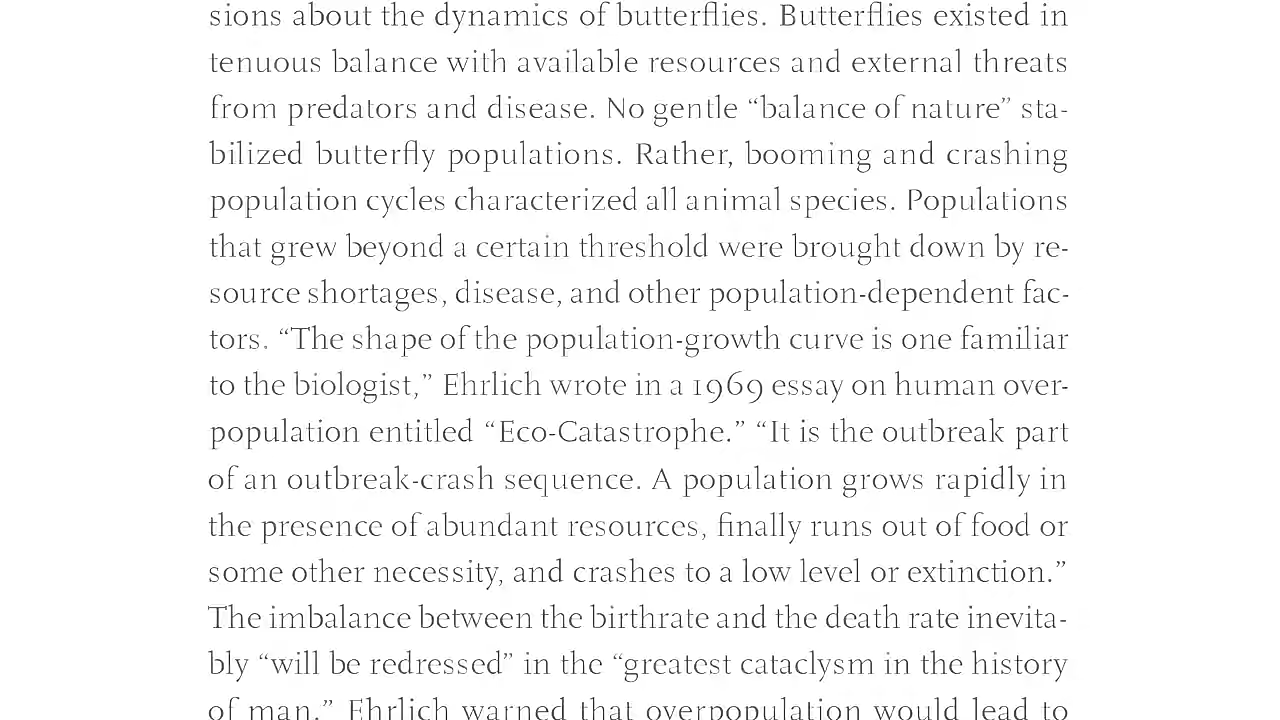 sions about the dynamics of butterflies. Butterflies existed in
tenuous balance with available resources and external threats
from predators and disease. No gentle “balance of nature” sta-
bilized butterfly populations. Rather, booming and crashing
population cycles characterized all animal species. Populations
that grew beyond a certain threshold were brought down by re-
source shortages, disease, and other population-dependent fac-
tors. “The shape of the population-growth curve is one familiar
to the biologist,” Ehrlich wrote in a 1969 essay on human over-
population entitled “Eco-Catastrophe.” “It is the outbreak part
of an outbreak-crash sequence. A population grows rapidly in
the presence of abundant resources, finally runs out of food or
some other necessity, and crashes to a low level or extinction.”
The imbalance between the birthrate and the death rate inevita-
bly “will be redressed” in the “greatest cataclysm in the history
of man.” Ehrlich warned that overpopulation would lead to